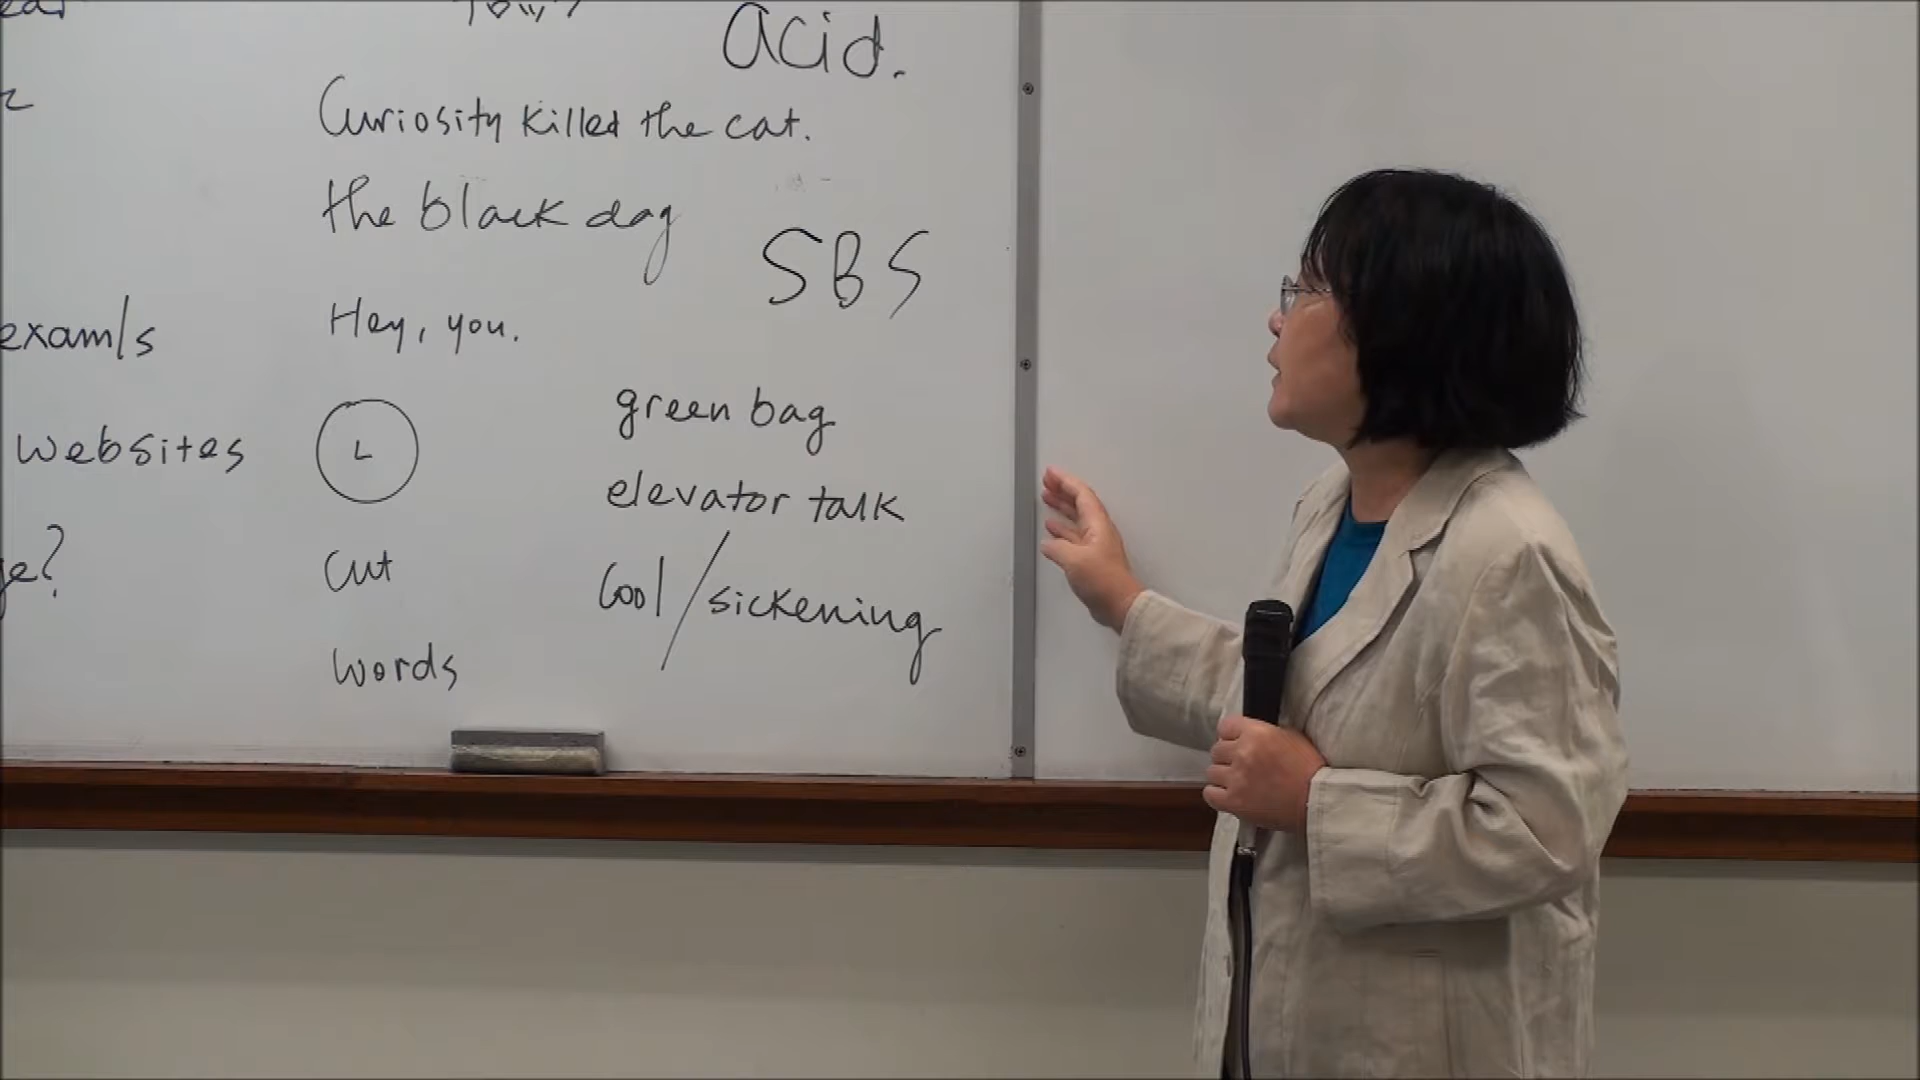 acid.
Curiosity killed the cat.
the black dog
SBS
exam/s
Hey, you.
green bag
websites
L
elevator talk
cut
cool / sickening
words